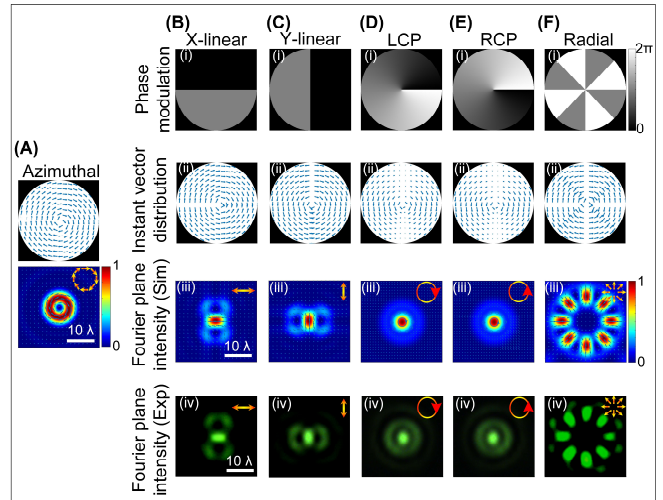 (B) (C) (D) (E) (F)
X-linear Y-linear LCP RCP Radial
Phase
modulation
(i) (i) (i) (i) (i)
2π
0
(A)
Azimuthal
Instant vector
distribution
(ii) (ii) (ii) (ii) (ii)
1
0
10 λ
Fourier plane
intensity (Sim)
(iii) (iii) (iii) (iii) (iii)
10 λ
1
0
Fourier plane
intensity (Exp)
(iv) (iv) (iv) (iv) (iv)
10 λ